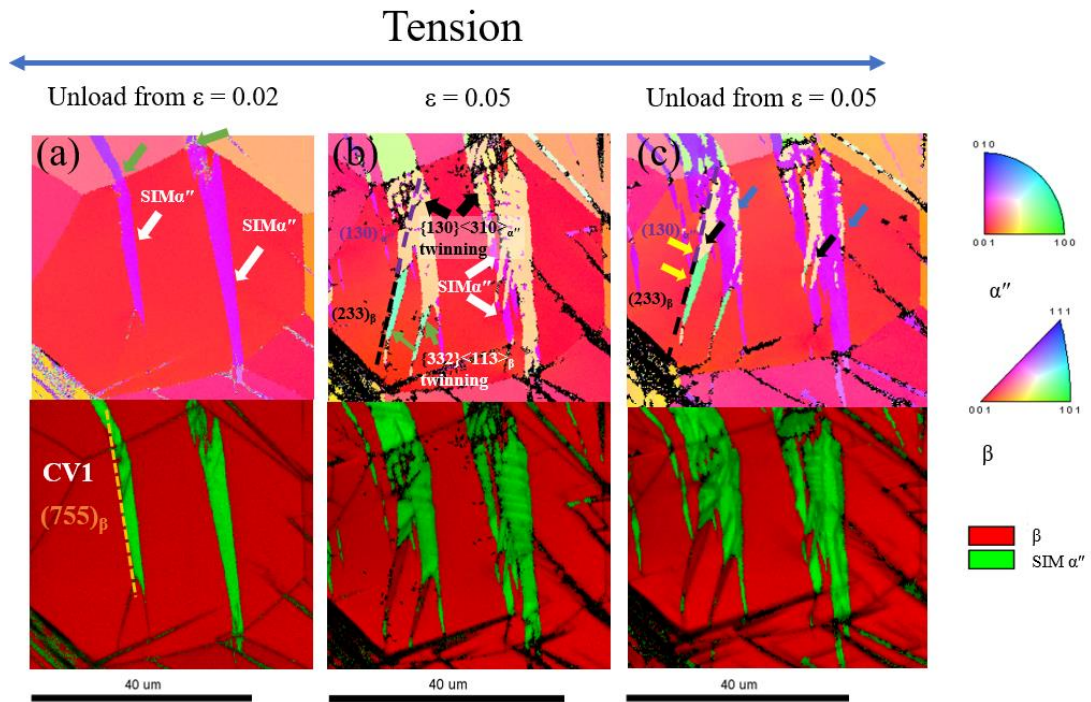 Tension
Unload from ε = 0.02
ε = 0.05
Unload from ε = 0.05
(a)
SIMα″
SIMα″
(b)
(130)α″
{130}<310>α″
twinning
SIMα″
(233)β
{332}<113>β
twinning
(c)
(130)α″
(233)β
CV1
(755)β
40 um
40 um
40 um
010
001
100
α″
111
001
101
β
β
SIM α″